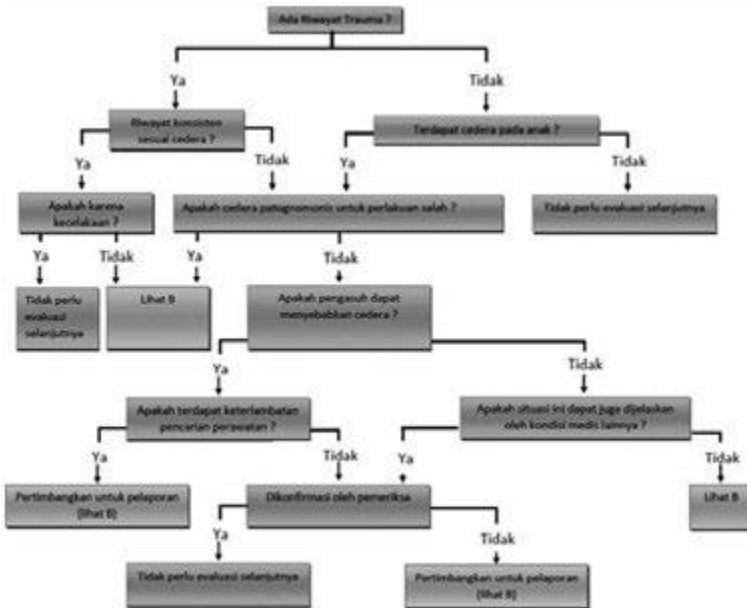 Ada Riwayat Trauma ?
Ya
Tidak
Riwayat konsisten
sesuai cedera ?
Terdapat cedera pada anak ?
Ya
Tidak
Ya
Tidak
Apakah karena
kecelakaan ?
Apakah cedera patognomonis untuk perlakuan salah ?
Tidak perlu evaluasi selanjutnya
Ya
Tidak
Ya
Tidak
Tidak perlu
evaluasi
selanjutnya
Lihat B
Apakah pengasuh dapat
menyebabkan cedera ?
Ya
Tidak
Apakah terdapat keterlambatan
pencarian perawatan ?
Apakah situasi ini dapat juga dijelaskan
oleh kondisi medis lainnya ?
Ya
Tidak
Ya
Tidak
Pertimbangkan untuk pelaporan
(lihat B)
Dikonfirmasi oleh pemeriksa
Lihat B
Ya
Tidak
Tidak perlu evaluasi selanjutnya
Pertimbangkan untuk pelaporan
(lihat B)